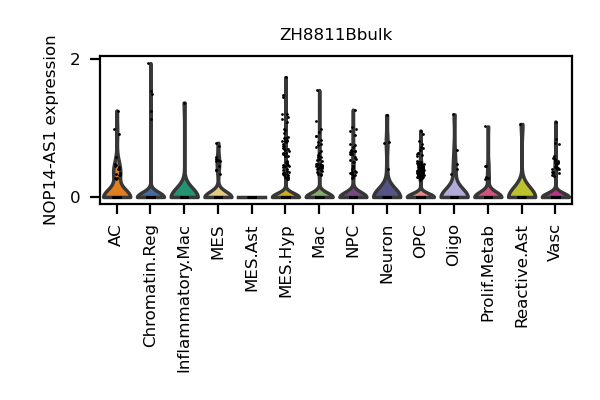 ZH8811Bbulk
NOP14-AS1 expression
2
0
AC
Chromatin.Reg
Inflammatory.Mac
MES
MES.Ast
MES.Hyp
Mac
NPC
Neuron
OPC
Oligo
Prolif.Metab
Reactive.Ast
Vasc